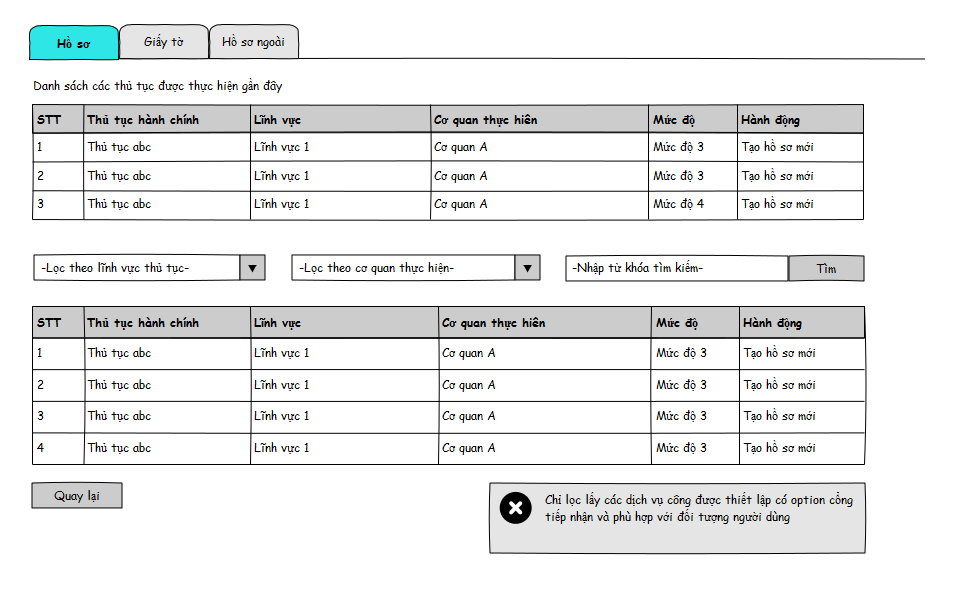 Hồ sơ Giấy tờ Hồ sơ ngoài
Danh sách các thủ tục được thực hiện gần đây
STT Thủ tục hành chính Lĩnh vực Cơ quan thực hiên Mức độ Hành động
1 Thủ tục abc Lĩnh vực 1 Cơ quan A Mức độ 3 Tạo hồ sơ mới
2 Thủ tục abc Lĩnh vực 1 Cơ quan A Mức độ 3 Tạo hồ sơ mới
3 Thủ tục abc Lĩnh vực 1 Cơ quan A Mức độ 4 Tạo hồ sơ mới
-Lọc theo lĩnh vực thủ tục- -Lọc theo cơ quan thực hiện- -Nhập từ khóa tìm kiếm- Tìm
STT Thủ tục hành chính Lĩnh vực Cơ quan thực hiên Mức độ Hành động
1 Thủ tục abc Lĩnh vực 1 Cơ quan A Mức độ 3 Tạo hồ sơ mới
2 Thủ tục abc Lĩnh vực 1 Cơ quan A Mức độ 3 Tạo hồ sơ mới
3 Thủ tục abc Lĩnh vực 1 Cơ quan A Mức độ 3 Tạo hồ sơ mới
4 Thủ tục abc Lĩnh vực 1 Cơ quan A Mức độ 3 Tạo hồ sơ mới
Quay lại
Chỉ lọc lấy các dịch vụ công được thiết lập có option cổng
tiếp nhận và phù hợp với đối tượng người dùng